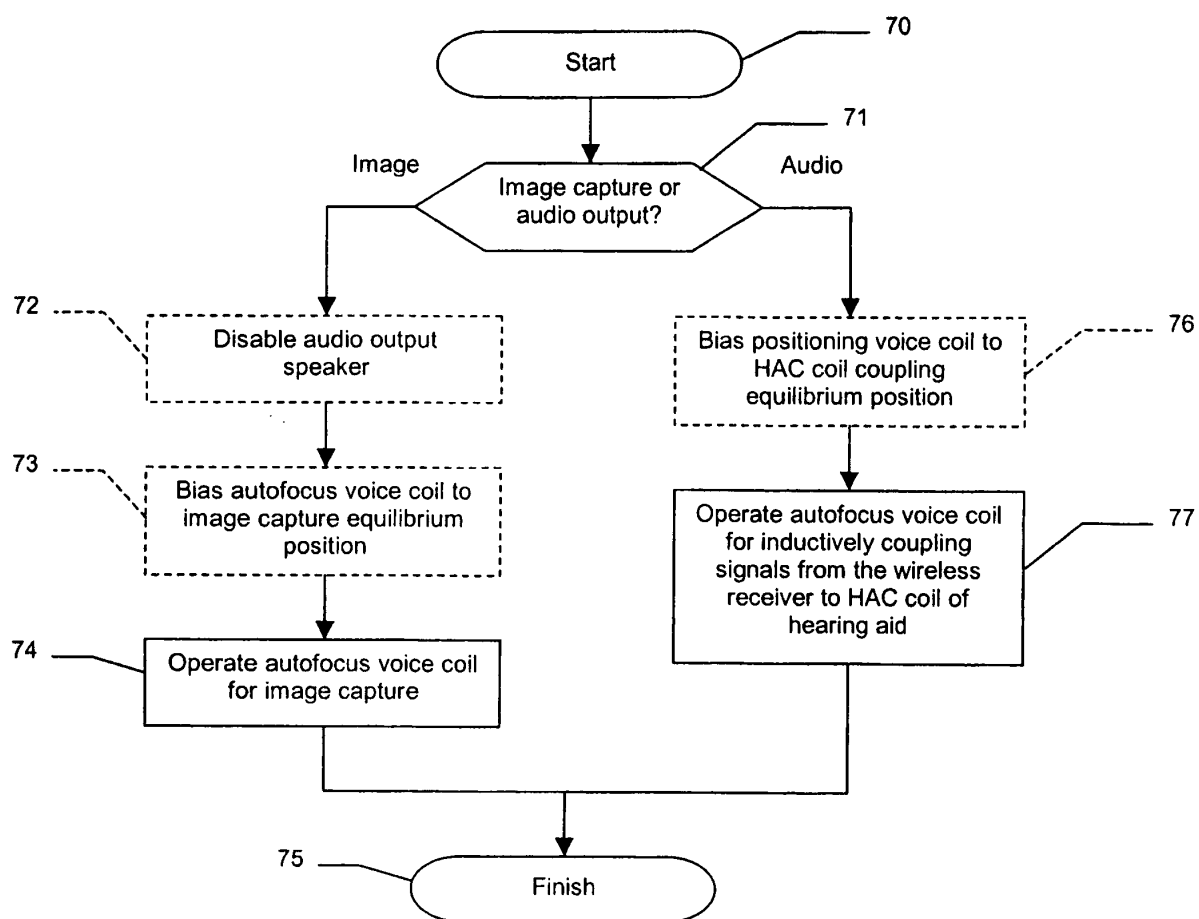 70
Start
71
Image
Audio
Image capture or
audio output?
72
Disable audio output
speaker
76
Bias positioning voice coil to
HAC coil coupling
equilibrium position
73
Bias autofocus voice coil to
image capture equilibrium
position
77
Operate autofocus voice coil
for inductively coupling
signals from the wireless
receiver to HAC coil of
hearing aid
74
Operate autofocus voice coil
for image capture
75
Finish